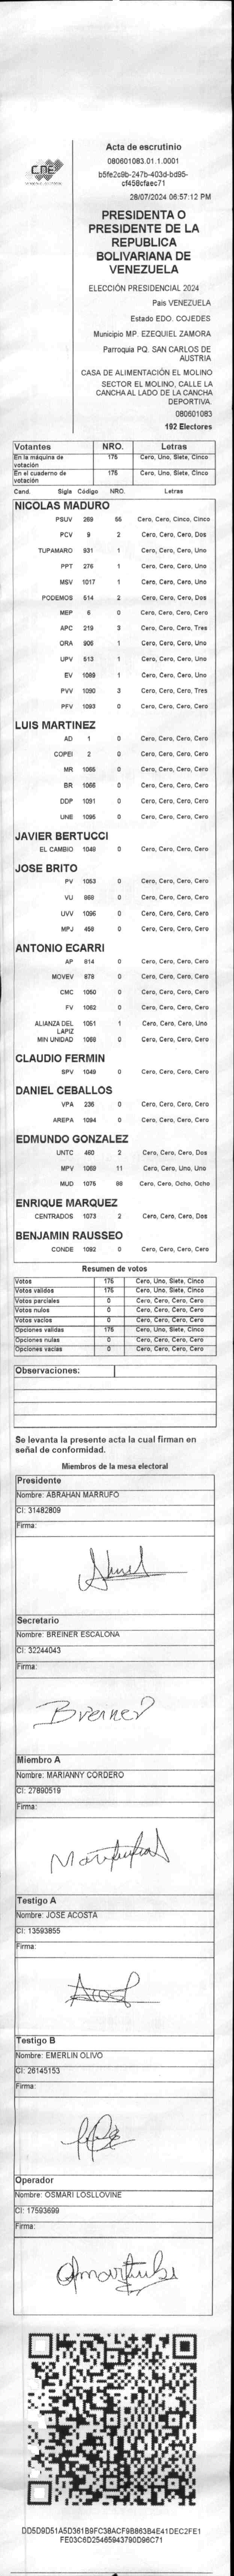 CNE
Acta de escrutinio
080601083.01.1.0001
b5fe2c9b-247b-403d-bd95-
cf458cfaec71
28/07/2024 06:57:12 PM
PRESIDENTA O
PRESIDENTE DE LA
REPUBLICA
BOLIVARIANA DE
VENEZUELA
ELECCIÓN PRESIDENCIAL 2024
Pais VENEZUELA
Estado EDO. COJEDES
Municipio MP. EZEQUIEL ZAMORA
Parroquia PQ. SAN CARLOS DE
AUSTRIA
CASA DE ALIMENTACIÓN EL MOLINO
SECTOR EL MOLINO, CALLE LA
CANCHA AL LADO DE LA CANCHA
DEPORTIVA.
080601083
192 Electores
Votantes NRO. Letras
En la máquina de votación 175 Cero, Uno, Siete, Cinco
En el cuaderno de votación 175 Cero, Uno, Siete, Cinco
Cand. Sigla Código NRO. Letras
NICOLAS MADURO
PSUV 269 55 Cero, Cero, Cinco, Cinco
PCV 9 2 Cero, Cero, Cero, Dos
TUPAMARO 931 1 Cero, Cero, Cero, Uno
PPT 276 1 Cero, Cero, Cero, Uno
MSV 1017 1 Cero, Cero, Cero, Uno
PODEMOS 514 2 Cero, Cero, Cero, Dos
MEP 6 0 Cero, Cero, Cero, Cero
APC 219 3 Cero, Cero, Cero, Tres
ORA 906 1 Cero, Cero, Cero, Uno
UPV 513 1 Cero, Cero, Cero, Uno
EV 1089 1 Cero, Cero, Cero, Uno
PVV 1090 3 Cero, Cero, Cero, Tres
PFV 1093 0 Cero, Cero, Cero, Cero
LUIS MARTINEZ
AD 1 0 Cero, Cero, Cero, Cero
COPEI 2 0 Cero, Cero, Cero, Cero
MR 1065 0 Cero, Cero, Cero, Cero
BR 1066 0 Cero, Cero, Cero, Cero
DDP 1091 0 Cero, Cero, Cero, Cero
UNE 1095 0 Cero, Cero, Cero, Cero
JAVIER BERTUCCI
EL CAMBIO 1048 0 Cero, Cero, Cero, Cero
JOSE BRITO
PV 1053 0 Cero, Cero, Cero, Cero
VU 869 0 Cero, Cero, Cero, Cero
UVV 1096 0 Cero, Cero, Cero, Cero
MPJ 458 0 Cero, Cero, Cero, Cero
ANTONIO ECARRI
AP 814 0 Cero, Cero, Cero, Cero
MOVEV 878 0 Cero, Cero, Cero, Cero
CMC 1050 0 Cero, Cero, Cero, Cero
FV 1062 0 Cero, Cero, Cero, Cero
ALIANZA DEL LAPIZ 1051 1 Cero, Cero, Cero, Uno
MIN UNIDAD 1068 0 Cero, Cero, Cero, Cero
CLAUDIO FERMIN
SPV 1049 0 Cero, Cero, Cero, Cero
DANIEL CEBALLOS
VPA 236 0 Cero, Cero, Cero, Cero
AREPA 1094 0 Cero, Cero, Cero, Cero
EDMUNDO GONZALEZ
UNTC 460 2 Cero, Cero, Cero, Dos
MPV 1069 11 Cero, Cero, Uno, Uno
MUD 1075 88 Cero, Cero, Ocho, Ocho
ENRIQUE MARQUEZ
CENTRADOS 1073 2 Cero, Cero, Cero, Dos
BENJAMIN RAUSSEO
CONDE 1092 0 Cero, Cero, Cero, Cero
Resumen de votos
Votos 175 Cero, Uno, Siete, Cinco
Votos validos 175 Cero, Uno, Siete, Cinco
Votos parciales 0 Cero, Cero, Cero, Cero
Votos nulos 0 Cero, Cero, Cero, Cero
Votos vacios 0 Cero, Cero, Cero, Cero
Opciones validas 175 Cero, Uno, Siete, Cinco
Opciones nulas 0 Cero, Cero, Cero, Cero
Opciones vacias 0 Cero, Cero, Cero, Cero
Observaciones:
Se levanta la presente acta la cual firman en
señal de conformidad.
Miembros de la mesa electoral
Presidente
Nombre: ABRAHAN MARRUFO
CI: 31482809
Firma:
Secretario
Nombre: BREINER ESCALONA
CI: 32244043
Firma:
Breiner
Miembro A
Nombre: MARIANNY CORDERO
CI: 27890519
Firma:
Testigo A
Nombre: JOSE ACOSTA
CI: 13593855
Firma:
Testigo B
Nombre: EMERLIN OLIVO
CI: 26145153
Firma:
Operador
Nombre: OSMARI LOSLLOVINE
CI: 17593699
Firma:
DD5D9D51A5D361B9FC38ACF9B863B4E41DEC2FE1
FE03C6D25465943790D96C71